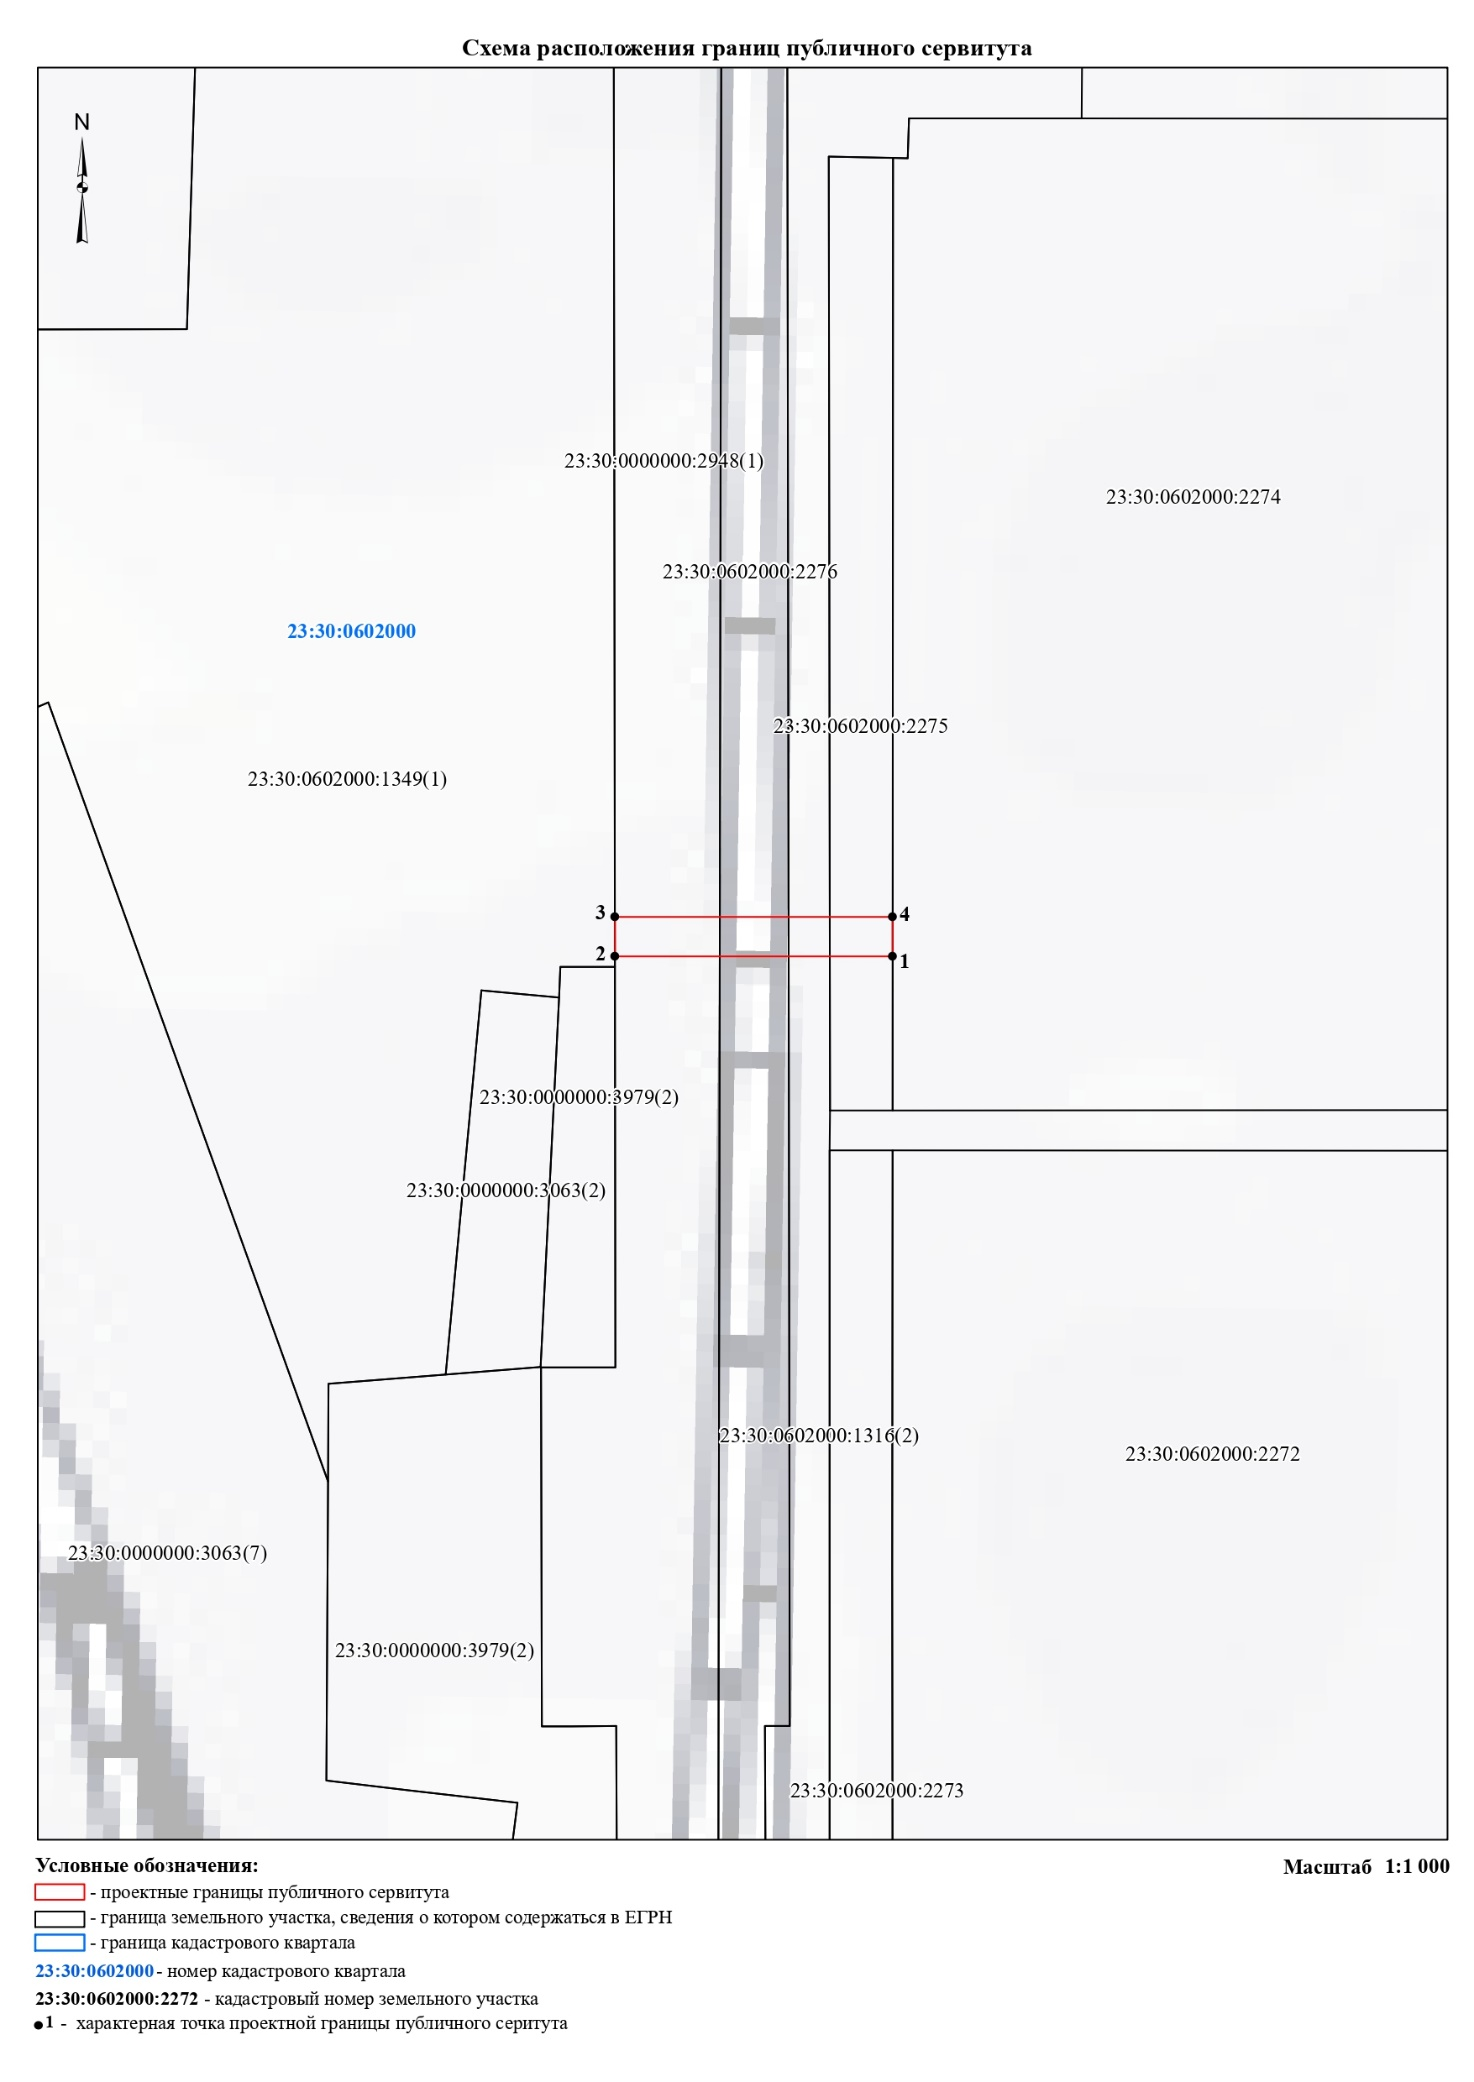 Схема расположения границ публичного сервитута
N
23:30:0000000:2948(1)
23:30:0602000:2274
23:30:0602000:2276
23:30:0602000
23:30:0602000:2275
23:30:0602000:1349(1)
3
4
2
1
23:30:0000000:3979(2)
23:30:0000000:3063(2)
23:30:0602000:1316(2)
23:30:0602000:2272
23:30:0000000:3063(7)
23:30:0000000:3979(2)
23:30:0602000:2273
Условные обозначения:
Масштаб 1:1 000
- проектные границы публичного сервитута
- граница земельного участка, сведения о котором содержаться в ЕГРН
- граница кадастрового квартала
23:30:0602000 - номер кадастрового квартала
23:30:0602000:2272 - кадастровый номер земельного участка
1 - характерная точка проектной границы публичного серитута